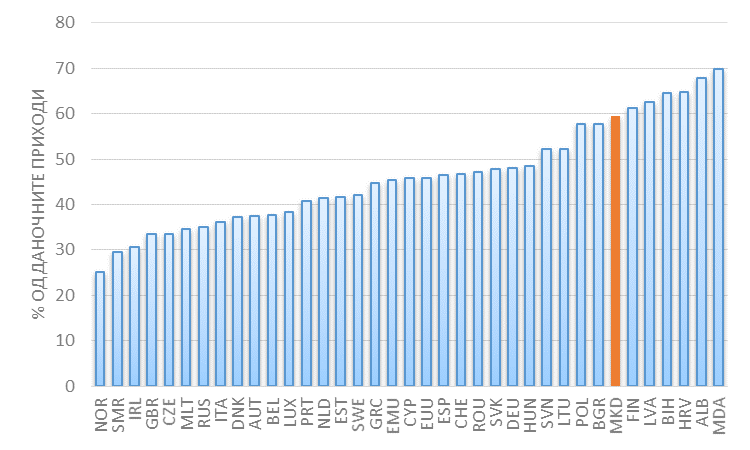 80
70
60
50
40
30
20
10
0
% ОД ДАНОЧНИТЕ ПРИХОДИ
NOR
SMR
IRL
GBR
CZE
MLT
RUS
ITA
DNK
AUT
BEL
LUX
PRT
NLD
EST
SWE
GRC
EMU
CYP
EUU
ESP
CHE
ROU
SVK
DEU
HUN
SVN
LTU
POL
BGR
MKD
FIN
LVA
BIH
HRV
ALB
MDA